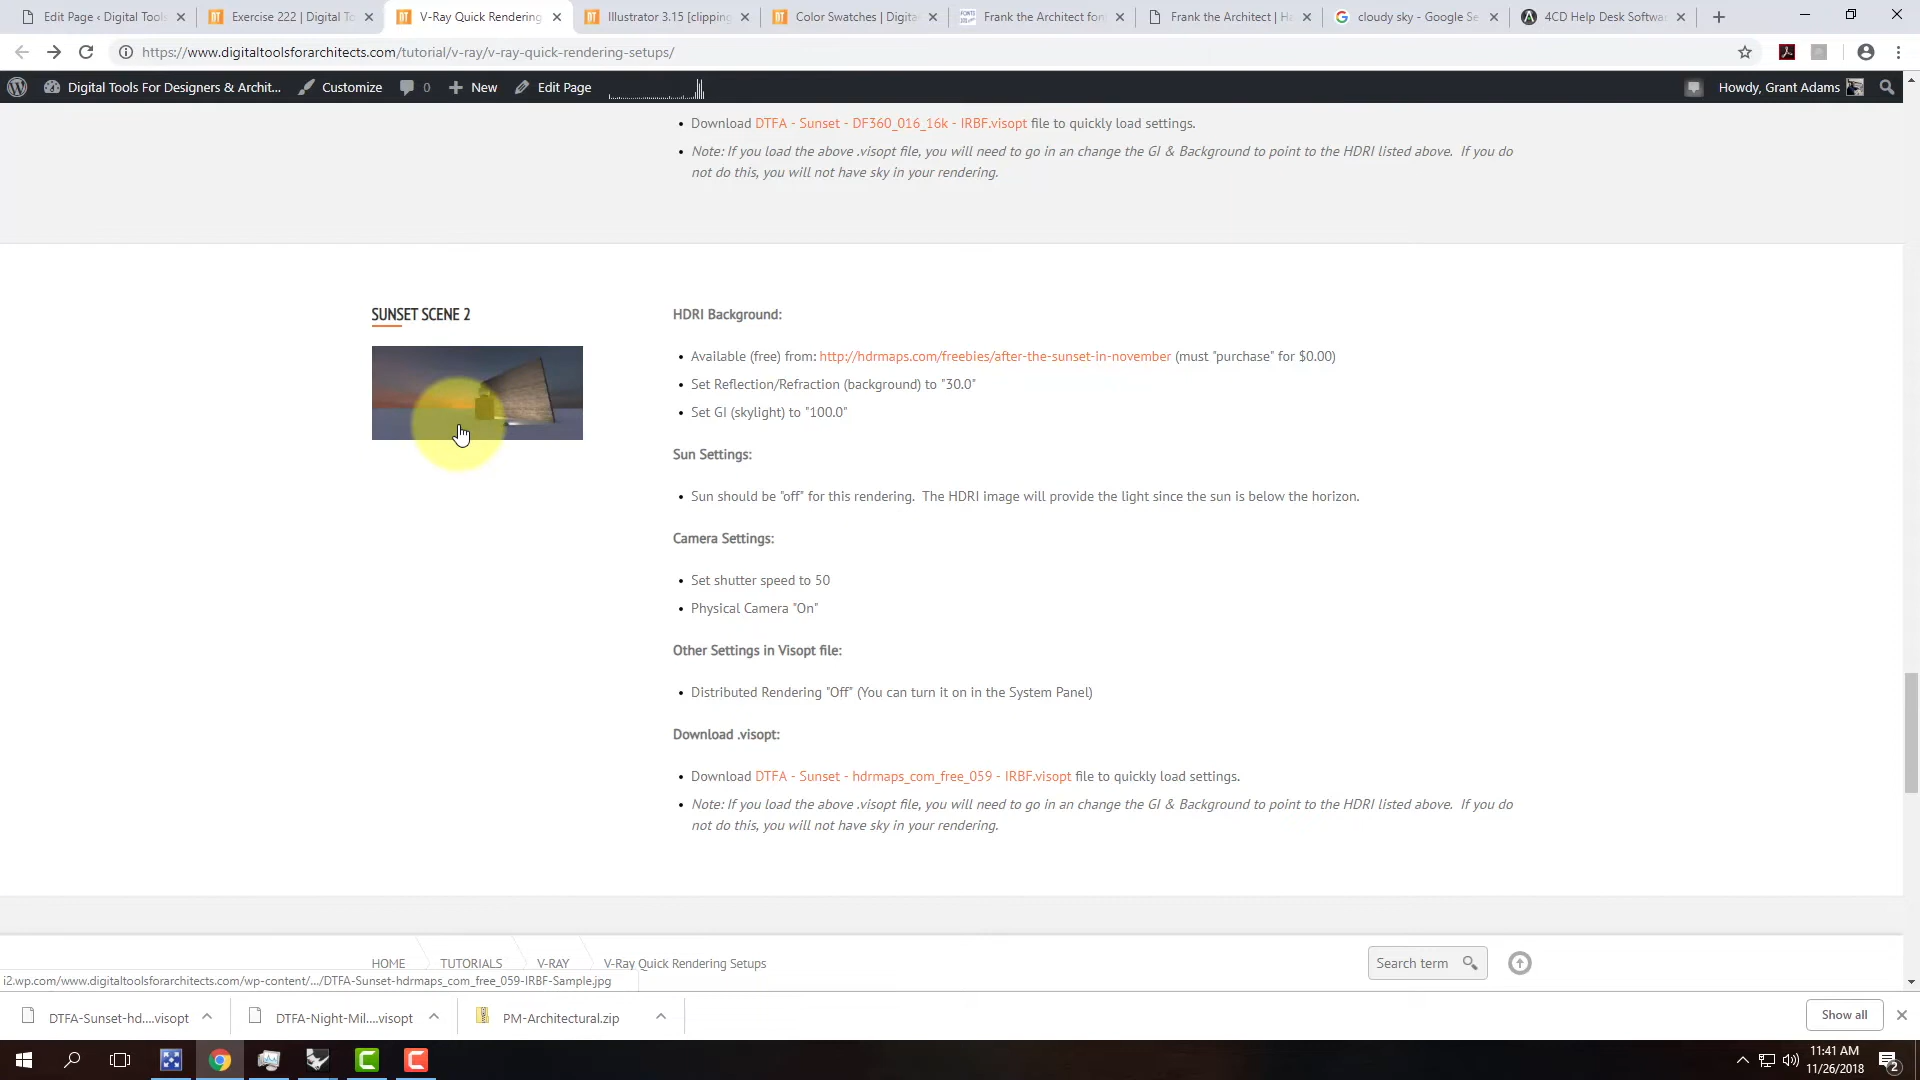 Edit Page ‹ Digital Tools
Exercise 222 | Digital To
V-Ray Quick Rendering
Illustrator 3.15 [clipping
Color Swatches | Digita
Frank the Architect fon
Frank the Architect | Ha
cloudy sky - Google Se
4CD Help Desk Softwa
https://www.digitaltoolsforarchitects.com/tutorial/v-ray/v-ray-quick-rendering-setups/
Digital Tools For Designers & Archit...
Customize
0
New
Edit Page
Howdy, Grant Adams
• Download DTFA - Sunset - DF360_016_16k - IRBF.visopt file to quickly load settings.
• Note: If you load the above .visopt file, you will need to go in an change the GI & Background to point to the HDRI listed above. If you do
not do this, you will not have sky in your rendering.
SUNSET SCENE 2
HDRI Background:
• Available (free) from: http://hdrmaps.com/freebies/after-the-sunset-in-november (must "purchase" for $0.00)
• Set Reflection/Refraction (background) to "30.0"
• Set GI (skylight) to "100.0"
Sun Settings:
• Sun should be "off" for this rendering. The HDRI image will provide the light since the sun is below the horizon.
Camera Settings:
• Set shutter speed to 50
• Physical Camera "On"
Other Settings in Visopt file:
• Distributed Rendering "Off" (You can turn it on in the System Panel)
Download .visopt:
• Download DTFA - Sunset - hdrmaps_com_free_059 - IRBF.visopt file to quickly load settings.
• Note: If you load the above .visopt file, you will need to go in an change the GI & Background to point to the HDRI listed above. If you do
not do this, you will not have sky in your rendering.
HOME
TUTORIALS
V-RAY
V-Ray Quick Rendering Setups
Search term
i2.wp.com/www.digitaltoolsforarchitects.com/wp-content/.../DTFA-Sunset-hdrmaps_com_free_059-IRBF-Sample.jpg
DTFA-Sunset-hd....visopt
DTFA-Night-Mil....visopt
PM-Architectural.zip
Show all
11:41 AM
11/26/2018
2